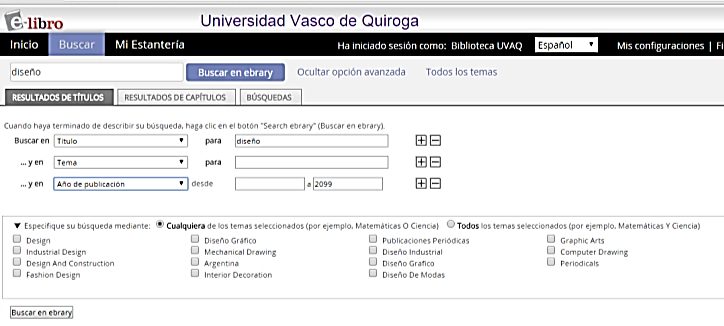 e-libro
Universidad Vasco de Quiroga
Inicio Buscar Mi Estantería Ha iniciado sesión como: Biblioteca UVAQ Español Mis configuraciones | Fi
diseño Buscar en ebrary Ocultar opción avanzada Todos los temas
RESULTADOS DE TÍTULOS RESULTADOS DE CAPÍTULOS BÚSQUEDAS
Cuando haya terminado de describir su búsqueda, haga clic en el botón "Search ebrary" (Buscar en ebrary).
Buscar en Título para diseño
... y en Tema para
... y en Año de publicación desde a 2099
Especifique su búsqueda mediante: Cualquiera de los temas seleccionados (por ejemplo, Matemáticas O Ciencia) Todos los temas seleccionados (por ejemplo, Matemáticas Y Ciencia)
Design Diseño Gráfico Publicaciones Periódicas Graphic Arts
Industrial Design Mechanical Drawing Diseño Industrial Computer Drawing
Design And Construction Argentina Diseño Grafico Periodicals
Fashion Design Interior Decoration Diseño De Modas
Buscar en ebrary